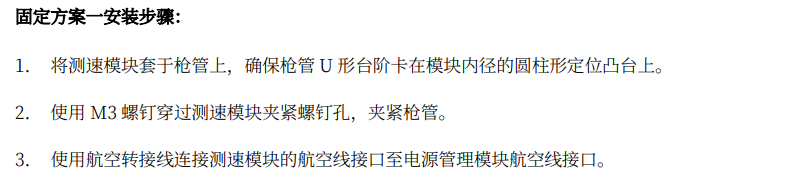 固定方案一安装步骤：
1. 将测速模块套于枪管上，确保枪管 U 形台阶卡在模块内径的圆柱形定位凸台上。
2. 使用 M3 螺钉穿过测速模块夹紧螺钉孔，夹紧枪管。
3. 使用航空转接线连接测速模块的航空线接口至电源管理模块航空线接口。